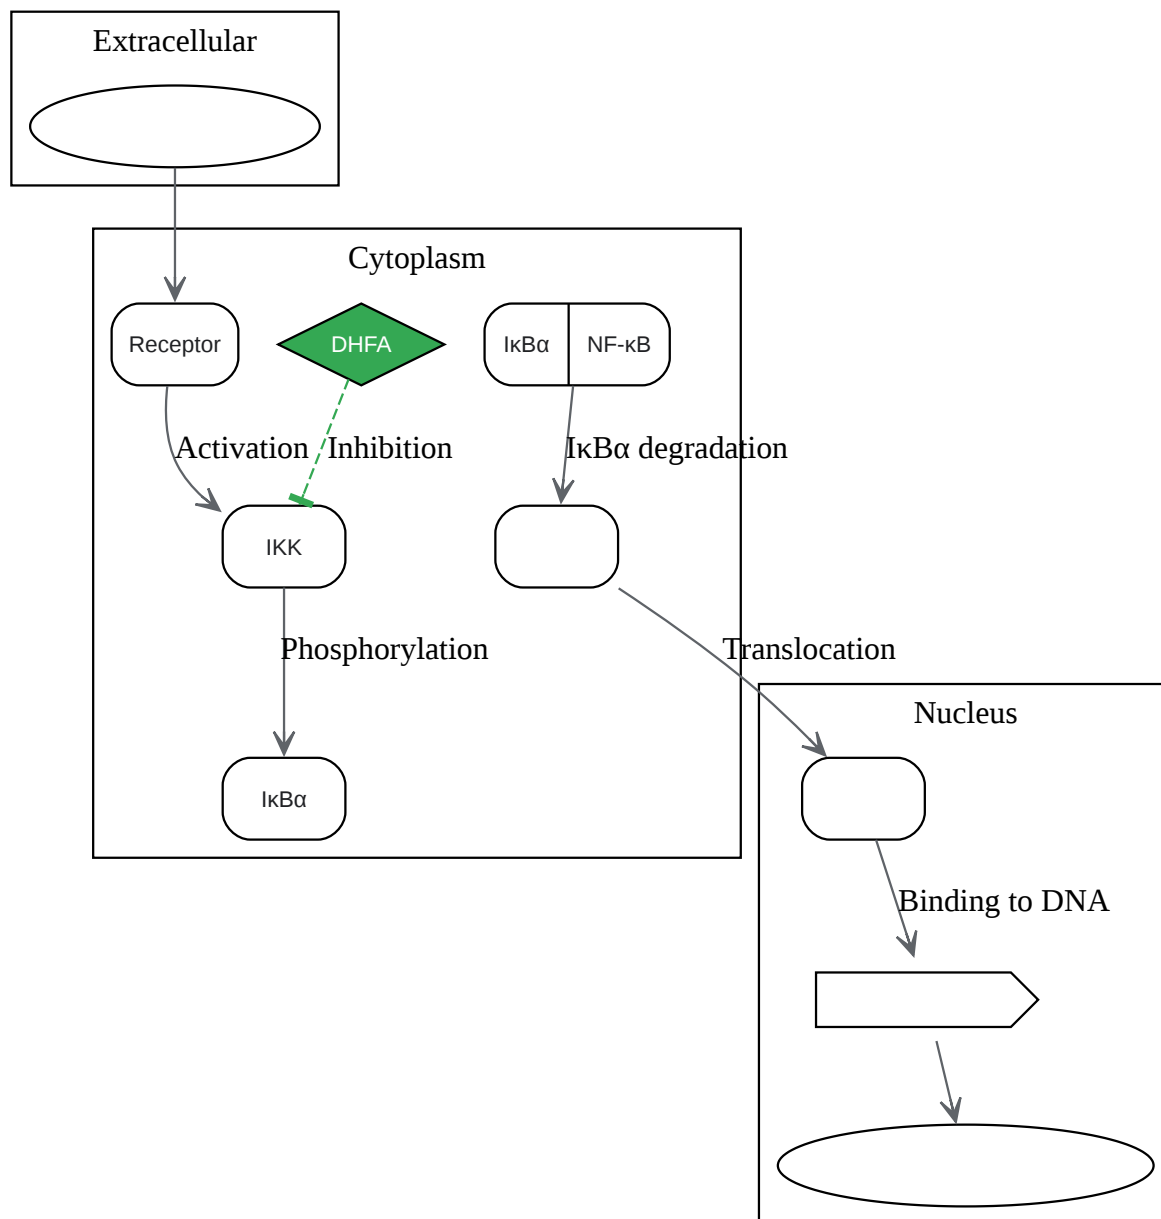 Extracellular
Cytoplasm
Receptor
DHFA
IκBα
NF-κB
Activation
Inhibition
IκBα degradation
IKK
Phosphorylation
Translocation
Nucleus
IκBα
Binding to DNA